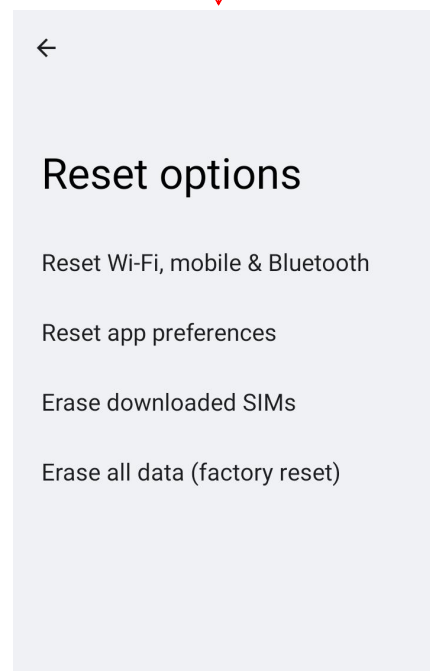 Reset options
Reset Wi-Fi, mobile & Bluetooth
Reset app preferences
Erase downloaded SIMs
Erase all data (factory reset)